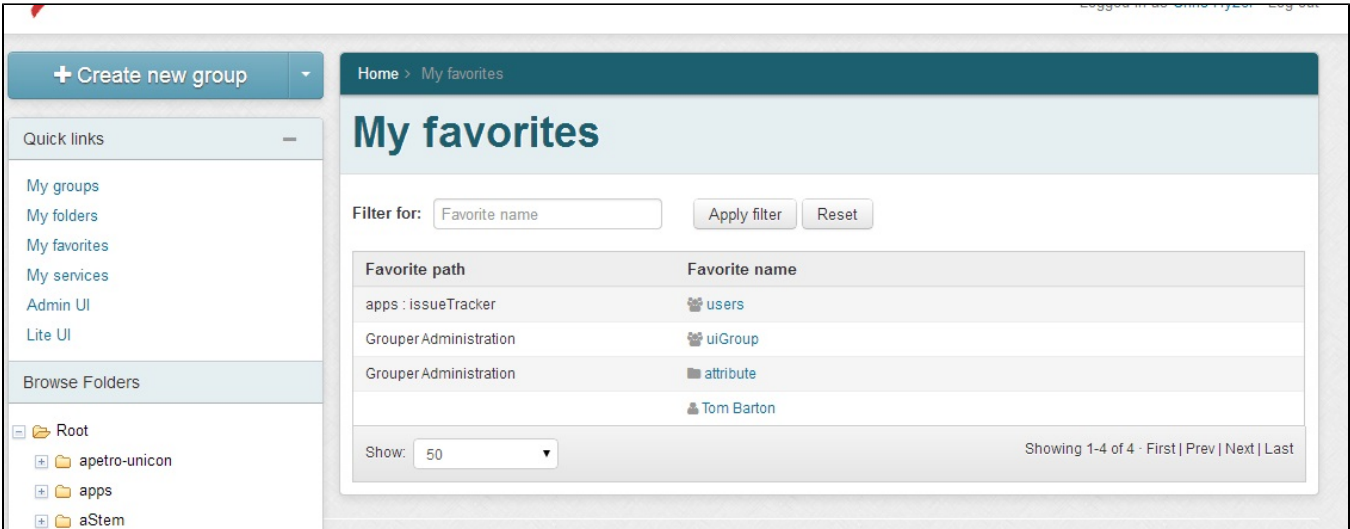 + Create new group
Quick links
My groups
My folders
My favorites
My services
Admin UI
Lite UI
Browse Folders
Root
apetro-unicon
apps
aStem
Home > My favorites
My favorites
Filter for: Favorite name Apply filter Reset
Favorite path Favorite name
apps : issueTracker users
Grouper Administration uiGroup
Grouper Administration attribute
Tom Barton
Show: 50 Showing 1-4 of 4 · First | Prev | Next | Last